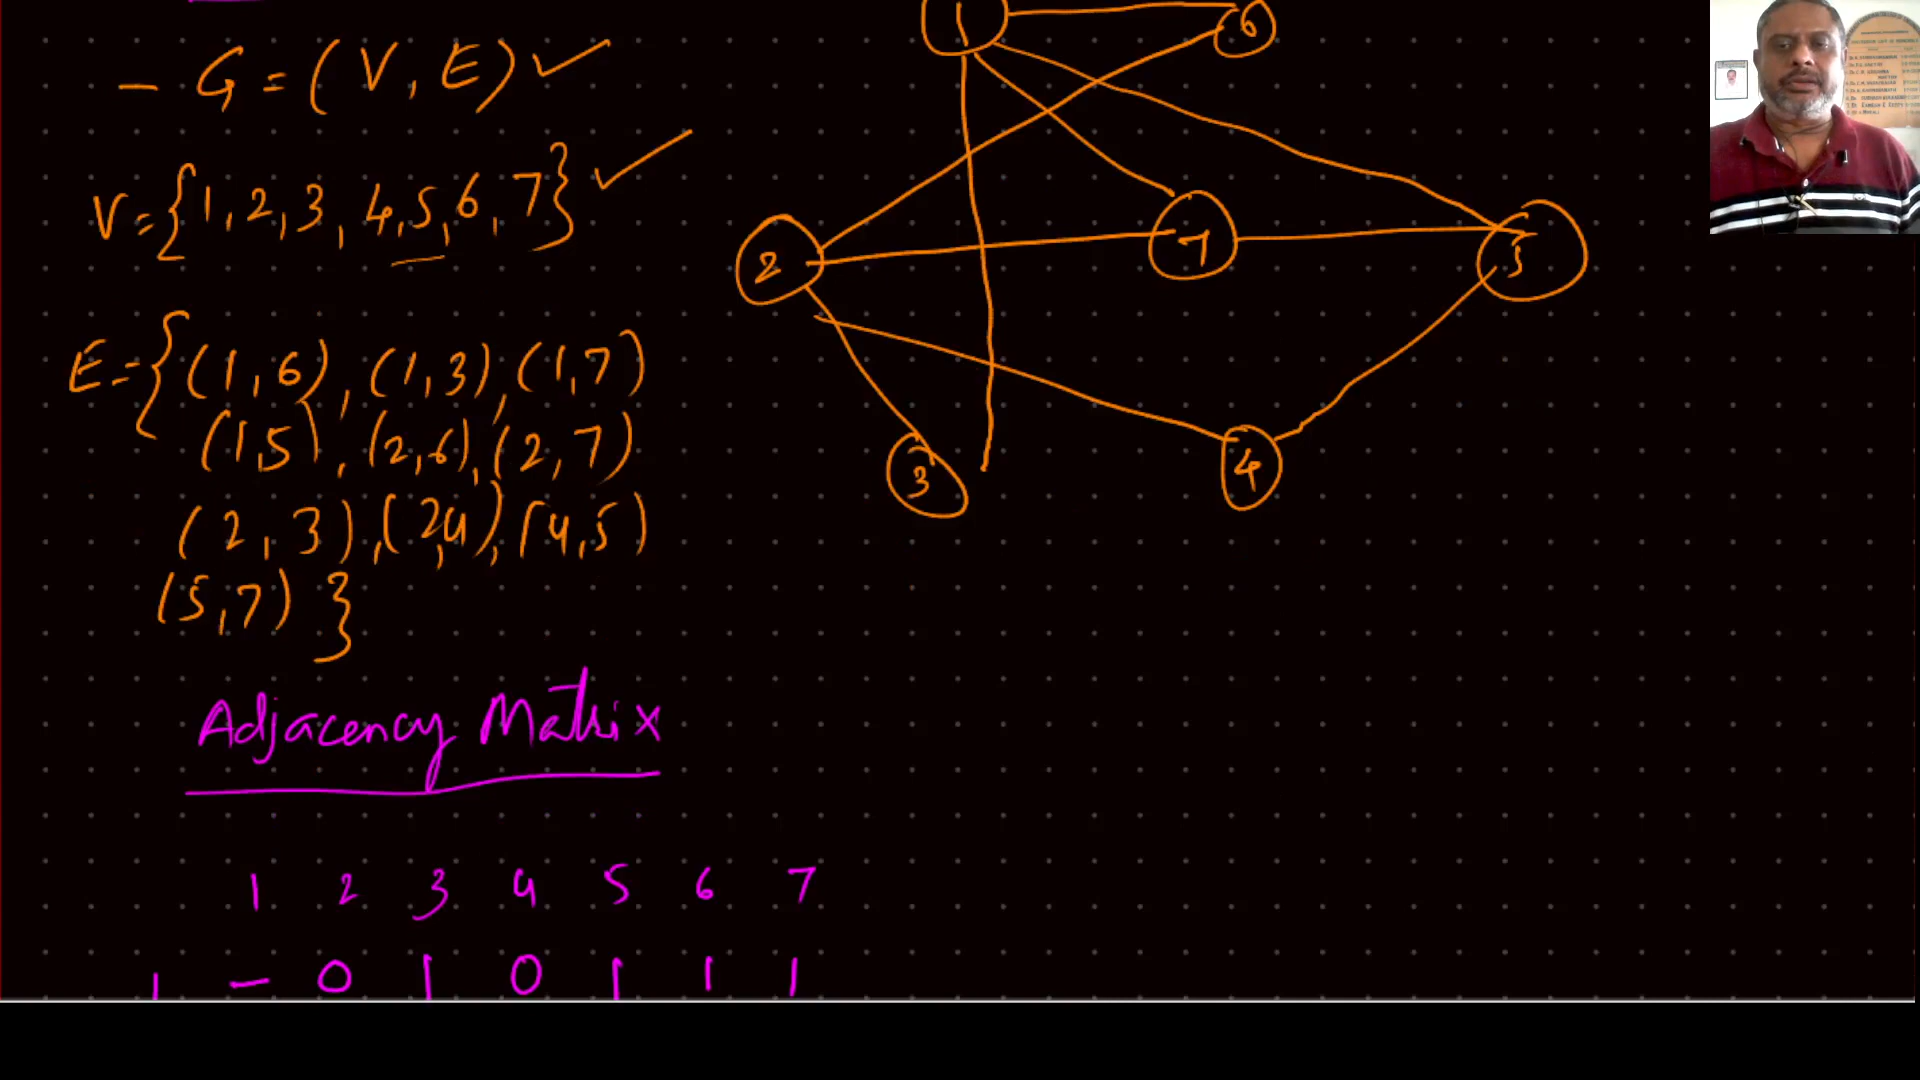 - G = (V, E)
V = {1, 2, 3, 4, 5, 6, 7}
E = {(1, 6), (1, 3), (1, 7)
(1, 5), (2, 6), (2, 7)
(2, 3), (2, 4), (4, 5)
(5, 7) }
1
6
2
7
5
3
4
Adjacency Matrix
1 2 3 4 5 6 7
1 - 0 1 0 1 1 1